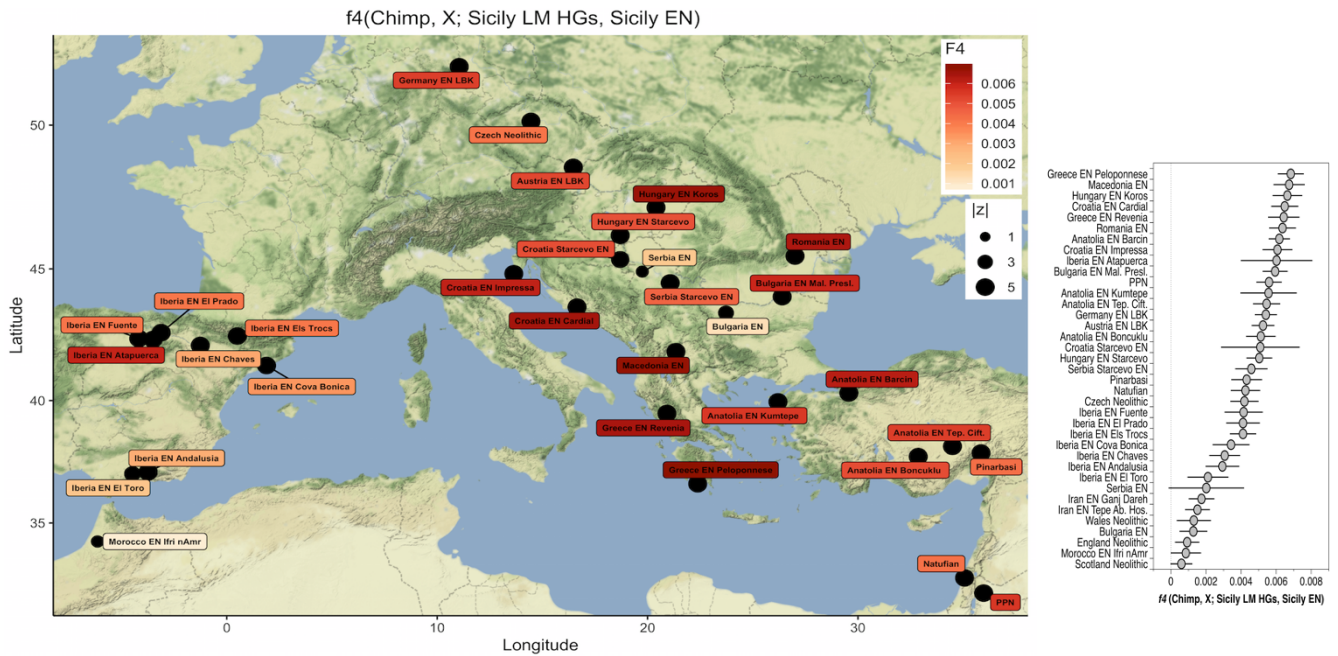 f4(Chimp, X; Sicily LM HGs, Sicily EN)
F4
0.006
0.005
0.004
0.003
0.002
0.001
|z|
1
3
5
Germany EN LBK
Czech Neolithic
Austria EN LBK
Hungary EN Koros
Hungary EN Starcevo
Croatia Starcevo EN
Serbia EN
Romania EN
Croatia EN Impressa
Serbia Starcevo EN
Bulgaria EN Mal. Presl.
Iberia EN El Prado
Iberia EN Fuente
Iberia EN Els Trocs
Croatia EN Cardial
Bulgaria EN
Iberia EN Atapuerca
Iberia EN Chaves
Macedonia EN
Iberia EN Cova Bonica
Anatolia EN Barcin
Anatolia EN Kumtepe
Greece EN Revenia
Anatolia EN Tep. Cift.
Iberia EN Andalusia
Greece EN Peloponnese
Anatolia EN Boncuklu
Pinarbasi
Iberia EN El Toro
Morocco EN Ifri nAmr
Natufian
PPN
Latitude
50
45
40
35
0
10
20
30
Longitude
Greece EN Peloponnese
Macedonia EN
Hungary EN Koros
Croatia EN Cardial
Greece EN Revenia
Romania EN
Anatolia EN Barcin
Croatia EN Impressa
Iberia EN Atapuerca
Bulgaria EN Mal. Presl.
PPN
Anatolia EN Kumtepe
Anatolia EN Tep. Cift.
Germany EN LBK
Austria EN LBK
Anatolia EN Boncuklu
Croatia Starcevo EN
Hungary EN Starcevo
Serbia Starcevo EN
Pinarbasi
Natufian
Czech Neolithic
Iberia EN Fuente
Iberia EN El Prado
Iberia EN Els Trocs
Iberia EN Cova Bonica
Iberia EN Chaves
Iberia EN Andalusia
Iberia EN El Toro
Serbia EN
Iran EN Ganj Dareh
Iran EN Tepe Ab. Hos.
Wales Neolithic
Bulgaria EN
England Neolithic
Morocco EN Ifri nAmr
Scotland Neolithic
0
0.002
0.004
0.006
0.008
f4 (Chimp, X; Sicily LM HGs, Sicily EN)